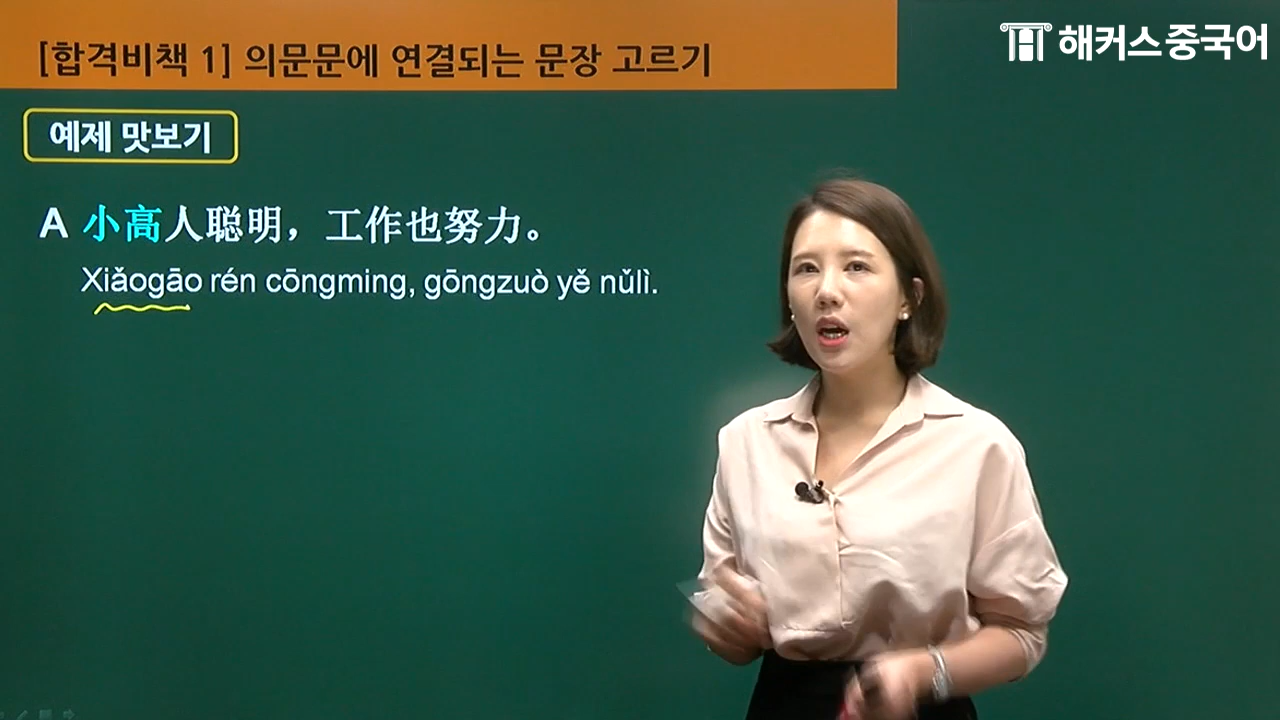 [합격비책 1] 의문문에 연결되는 문장 고르기
해커스중국어
예제 맛보기
A 小高人聪明，工作也努力。
Xiǎogāo rén cōngming, gōngzuò yě nǔlì.